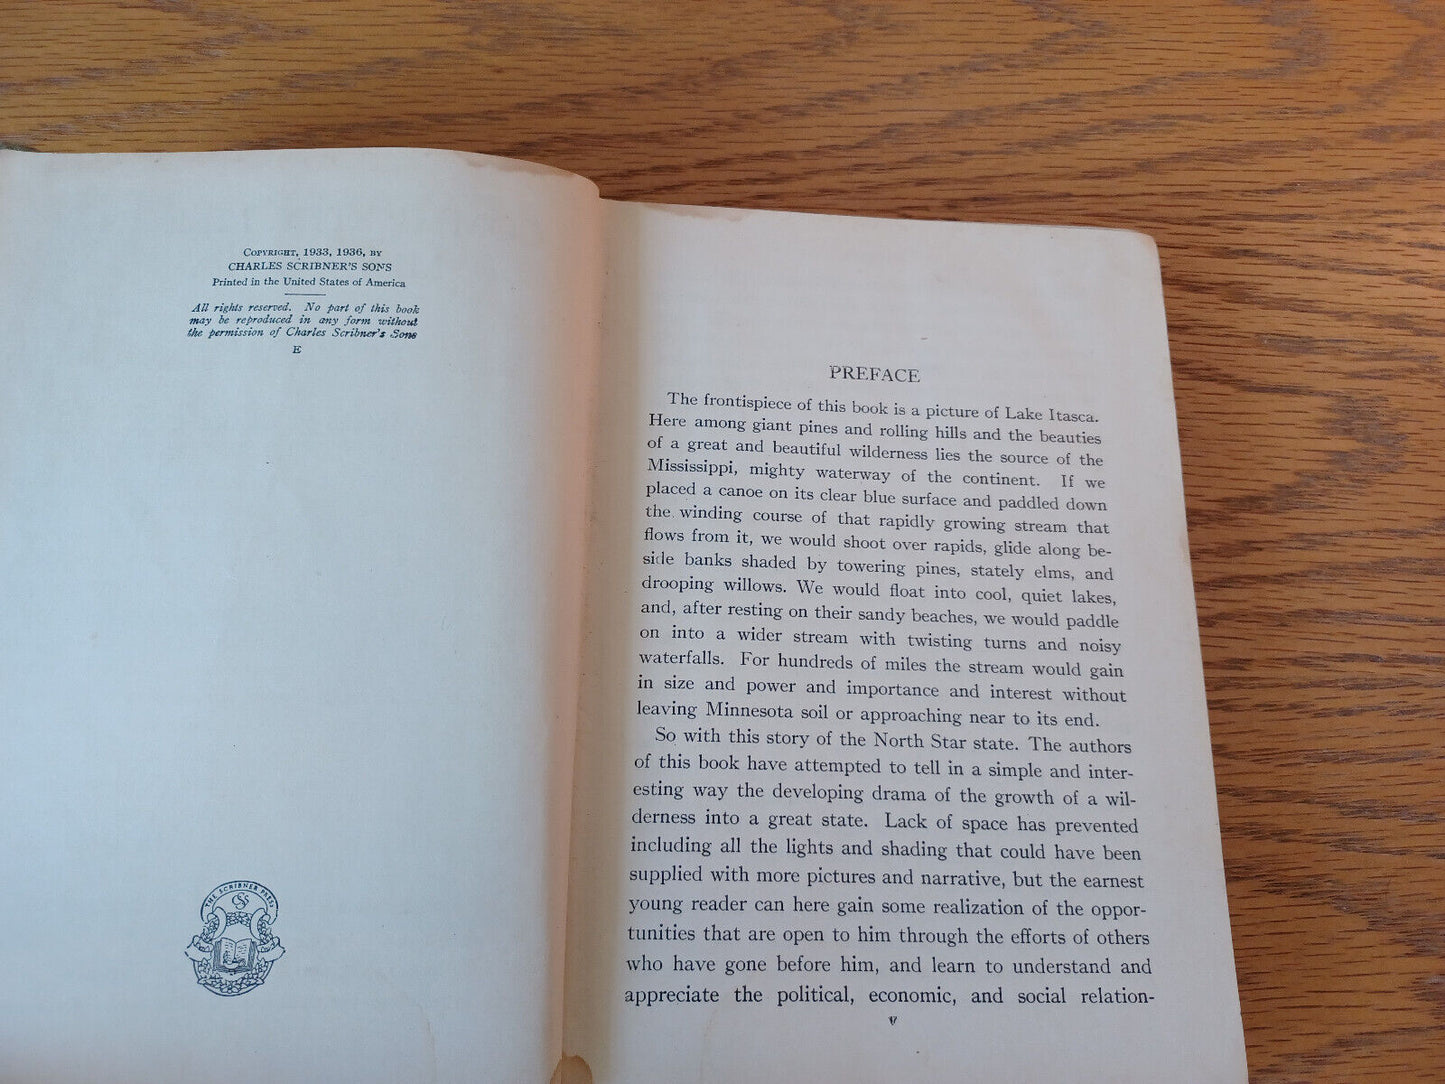 COPYRIGHT, 1933, 1936, BY
CHARLES SCRIBNER'S SONS
Printed in the United States of America
All rights reserved. No part of this book
may be reproduced in any form without
the permission of Charles Scribner's Sons
E
THE SCRIBNER PRESS
CSS
PREFACE
The frontispiece of this book is a picture of Lake Itasca.
Here among giant pines and rolling hills and the beauties
of a great and beautiful wilderness lies the source of the
Mississippi, mighty waterway of the continent. If we
placed a canoe on its clear blue surface and paddled down
the winding course of that rapidly growing stream that
flows from it, we would shoot over rapids, glide along be-
side banks shaded by towering pines, stately elms, and
drooping willows. We would float into cool, quiet lakes,
and, after resting on their sandy beaches, we would paddle
on into a wider stream with twisting turns and noisy
waterfalls. For hundreds of miles the stream would gain
in size and power and importance and interest without
leaving Minnesota soil or approaching near to its end.
So with this story of the North Star state. The authors
of this book have attempted to tell in a simple and inter-
esting way the developing drama of the growth of a wil-
derness into a great state. Lack of space has prevented
including all the lights and shading that could have been
supplied with more pictures and narrative, but the earnest
young reader can here gain some realization of the oppor-
tunities that are open to him through the efforts of others
who have gone before him, and learn to understand and
appreciate the political, economic, and social relation-
v